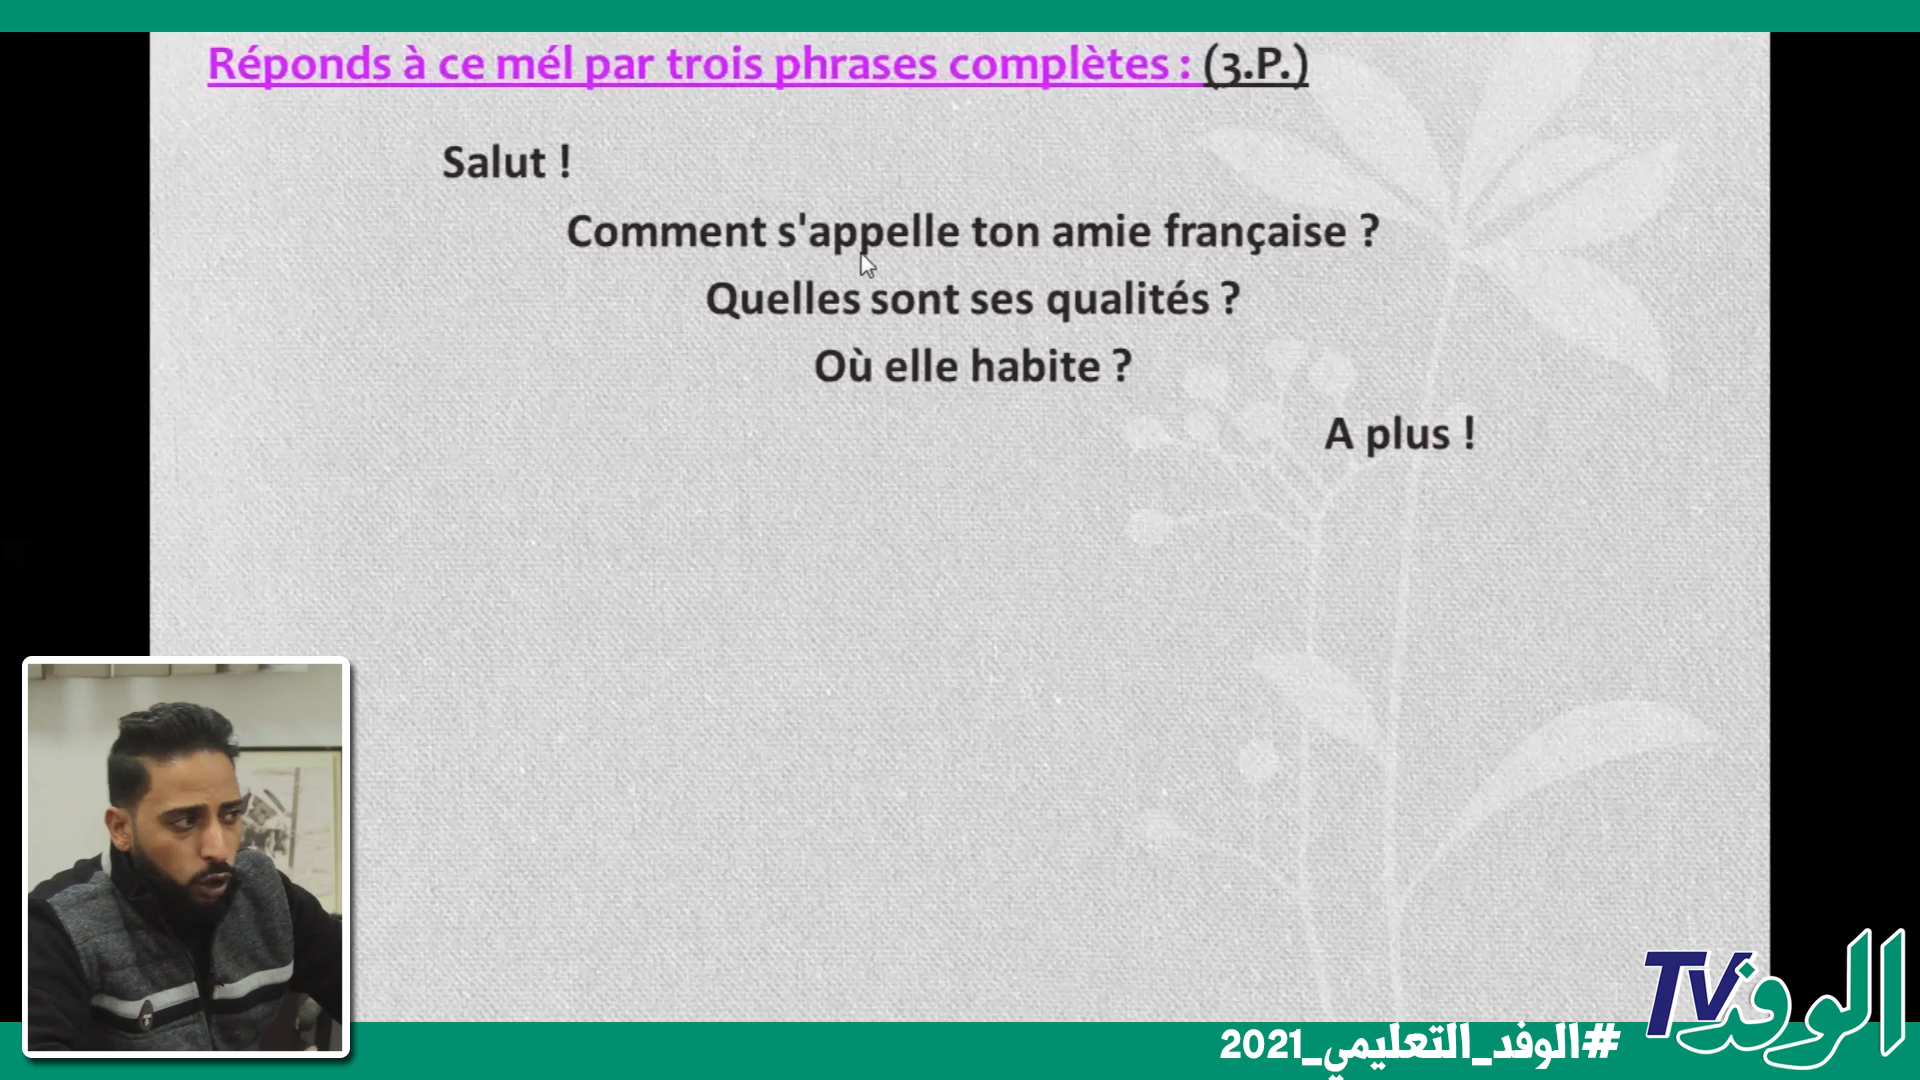 Réponds à ce mél par trois phrases complètes : (3.P.)
Salut !
Comment s'appelle ton amie française ?
Quelles sont ses qualités ?
Où elle habite ?
A plus !
#الوفد_التعليمي_2021
الوفد TV